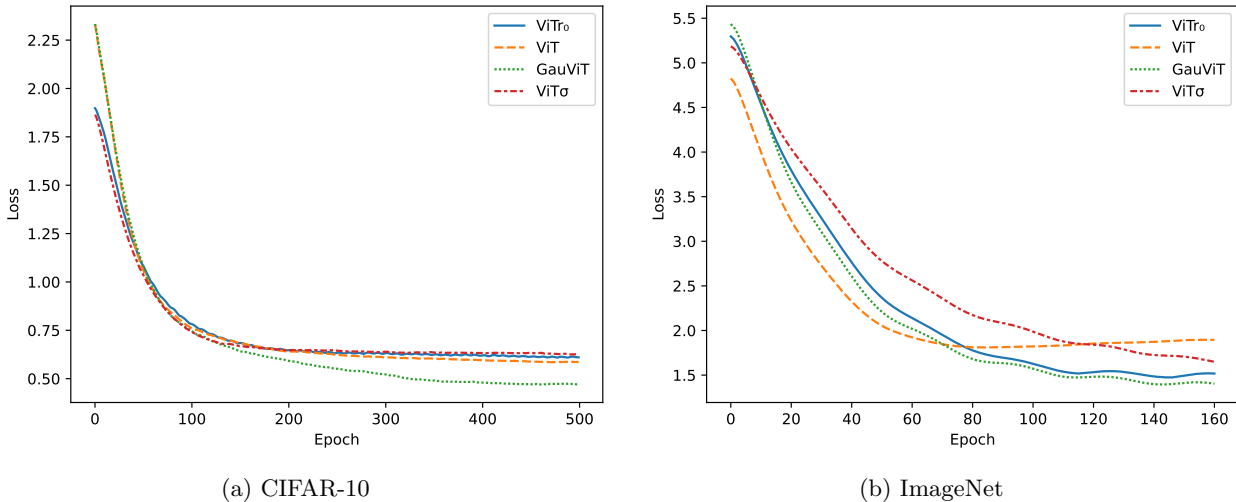 2.25
2.00
1.75
1.50
1.25
1.00
0.75
0.50
Loss
0 100 200 300 400 500
Epoch
ViTr₀
ViT
GauViT
ViTσ
(a) CIFAR-10
5.5
5.0
4.5
4.0
3.5
3.0
2.5
2.0
1.5
Loss
0 20 40 60 80 100 120 140 160
Epoch
ViTr₀
ViT
GauViT
ViTσ
(b) ImageNet